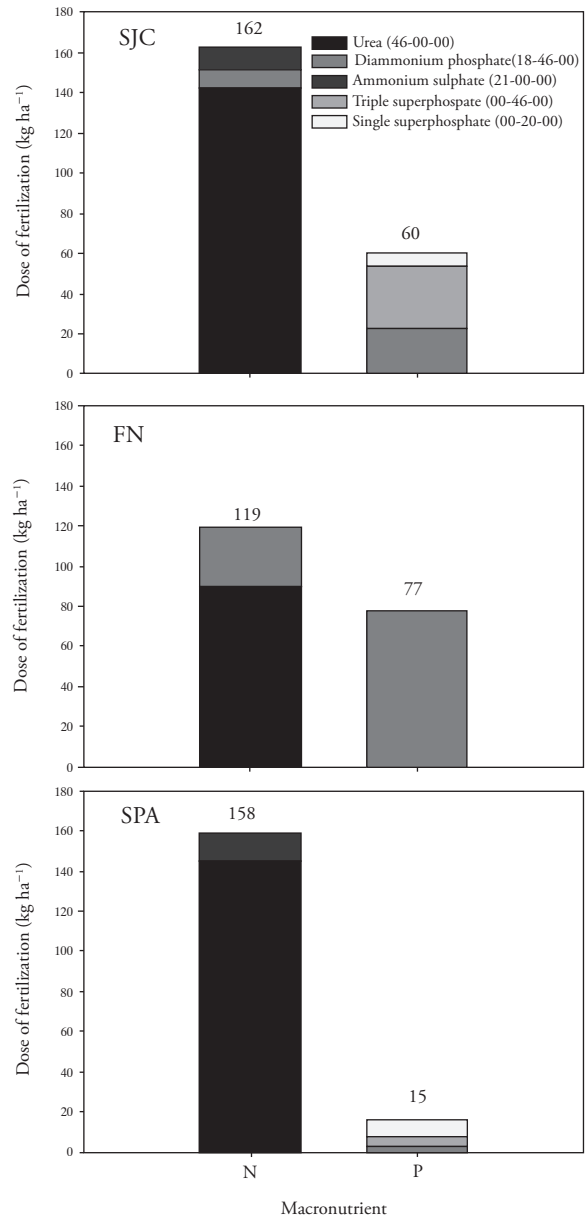 SJC
162
60
Urea (46-00-00)
Diammonium phosphate(18-46-00)
Ammonium sulphate (21-00-00)
Triple superphospate (00-46-00)
Single superphosphate (00-20-00)
180
160
140
120
100
80
60
40
20
0
Dose of fertilization (kg ha⁻¹)
FN
119
77
180
160
140
120
100
80
60
40
20
0
Dose of fertilization (kg ha⁻¹)
SPA
158
15
180
160
140
120
100
80
60
40
20
0
Dose of fertilization (kg ha⁻¹)
N P
Macronutrient